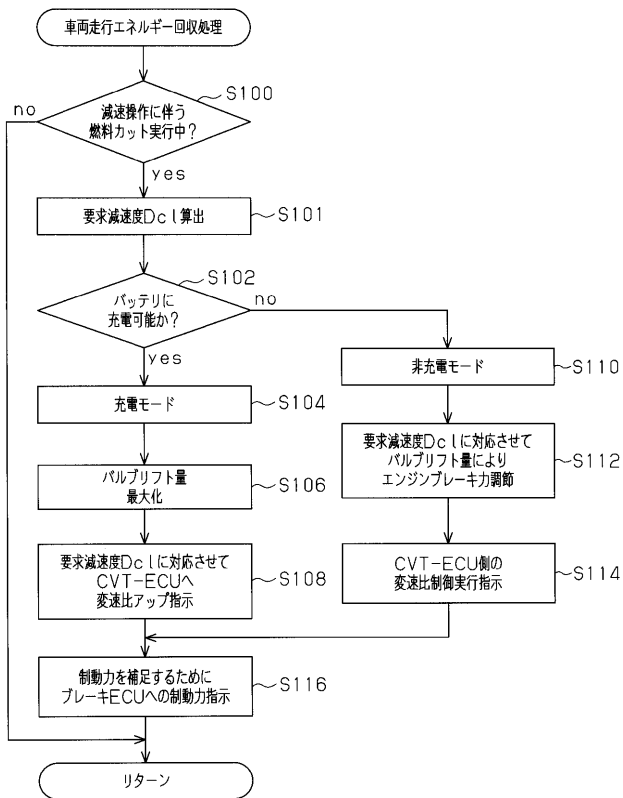 車両走行エネルギー回収処理
S100
no
減速操作に伴う
燃料カット実行中?
yes
要求減速度Dcl算出
S101
S102
バッテリに
充電可能か?
no
yes
非充電モード
S110
充電モード
S104
要求減速度Dclに対応させて
バルブリフト量により
エンジンブレーキ力調節
S112
バルブリフト量
最大化
S106
要求減速度Dclに対応させて
CVT-ECUへ
変速比アップ指示
S108
CVT-ECU側の
変速比制御実行指示
S114
制動力を補足するために
ブレーキECUへの制動力指示
S116
リターン